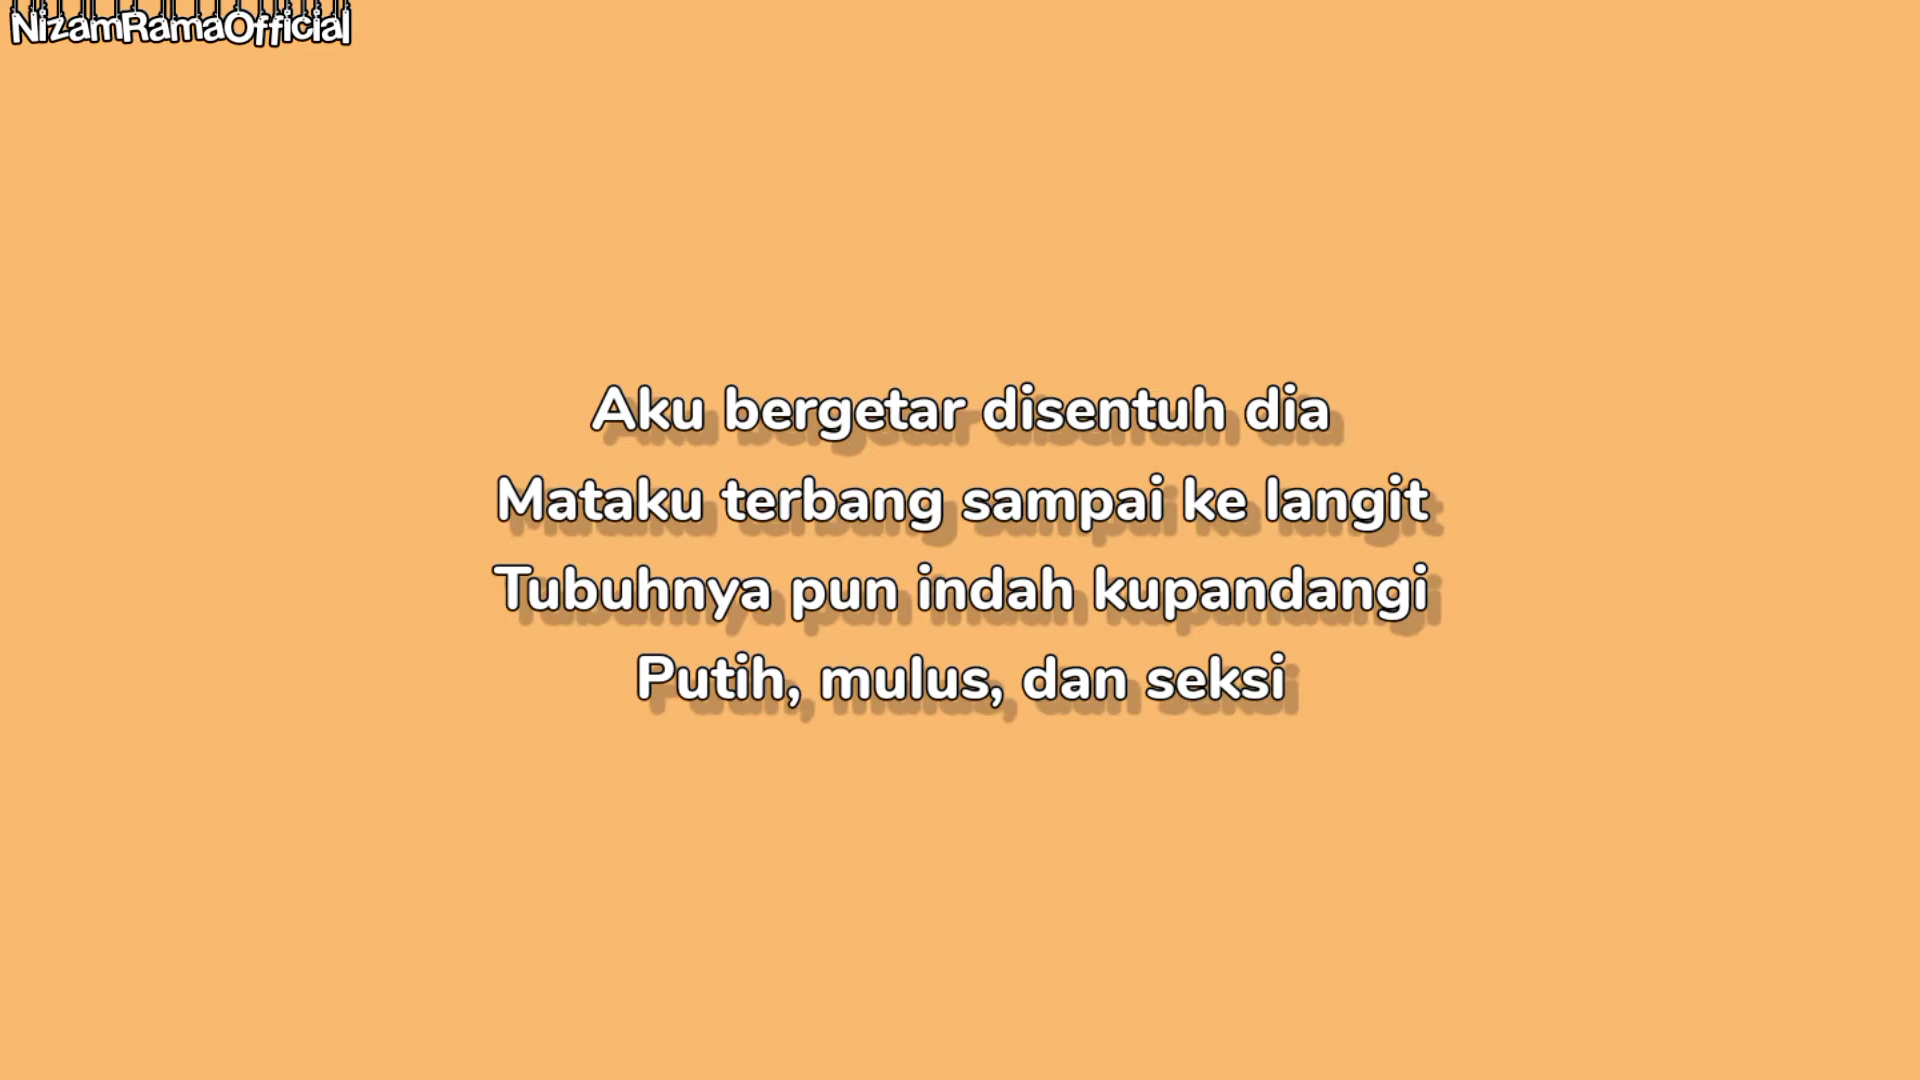 NizamRamaOfficial
Aku bergetar disentuh dia
Mataku terbang sampai ke langit
Tubuhnya pun indah kupandangi
Putih, mulus, dan seksi